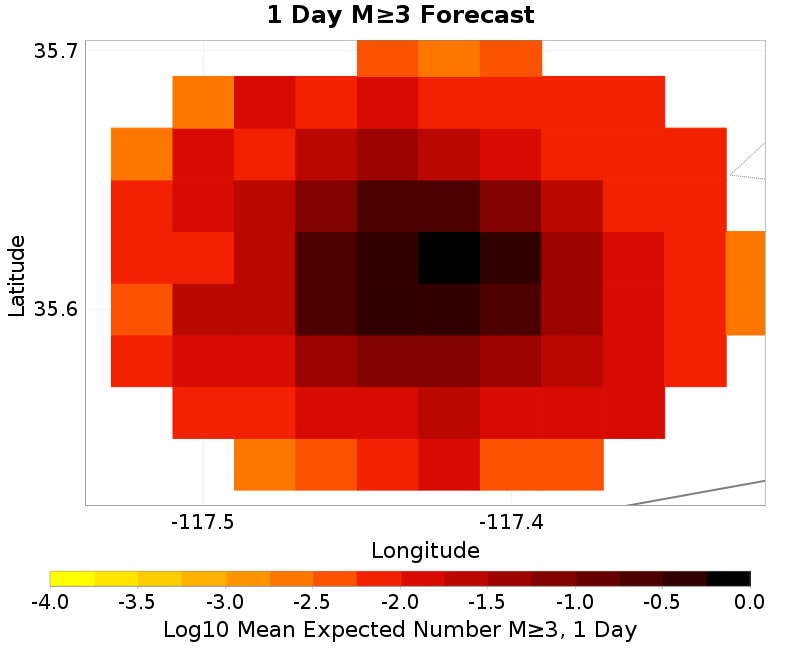 1 Day M≥3 Forecast
35.7
35.6
Latitude
-117.5 -117.4
Longitude
-4.0 -3.5 -3.0 -2.5 -2.0 -1.5 -1.0 -0.5 0.0
Log10 Mean Expected Number M≥3, 1 Day